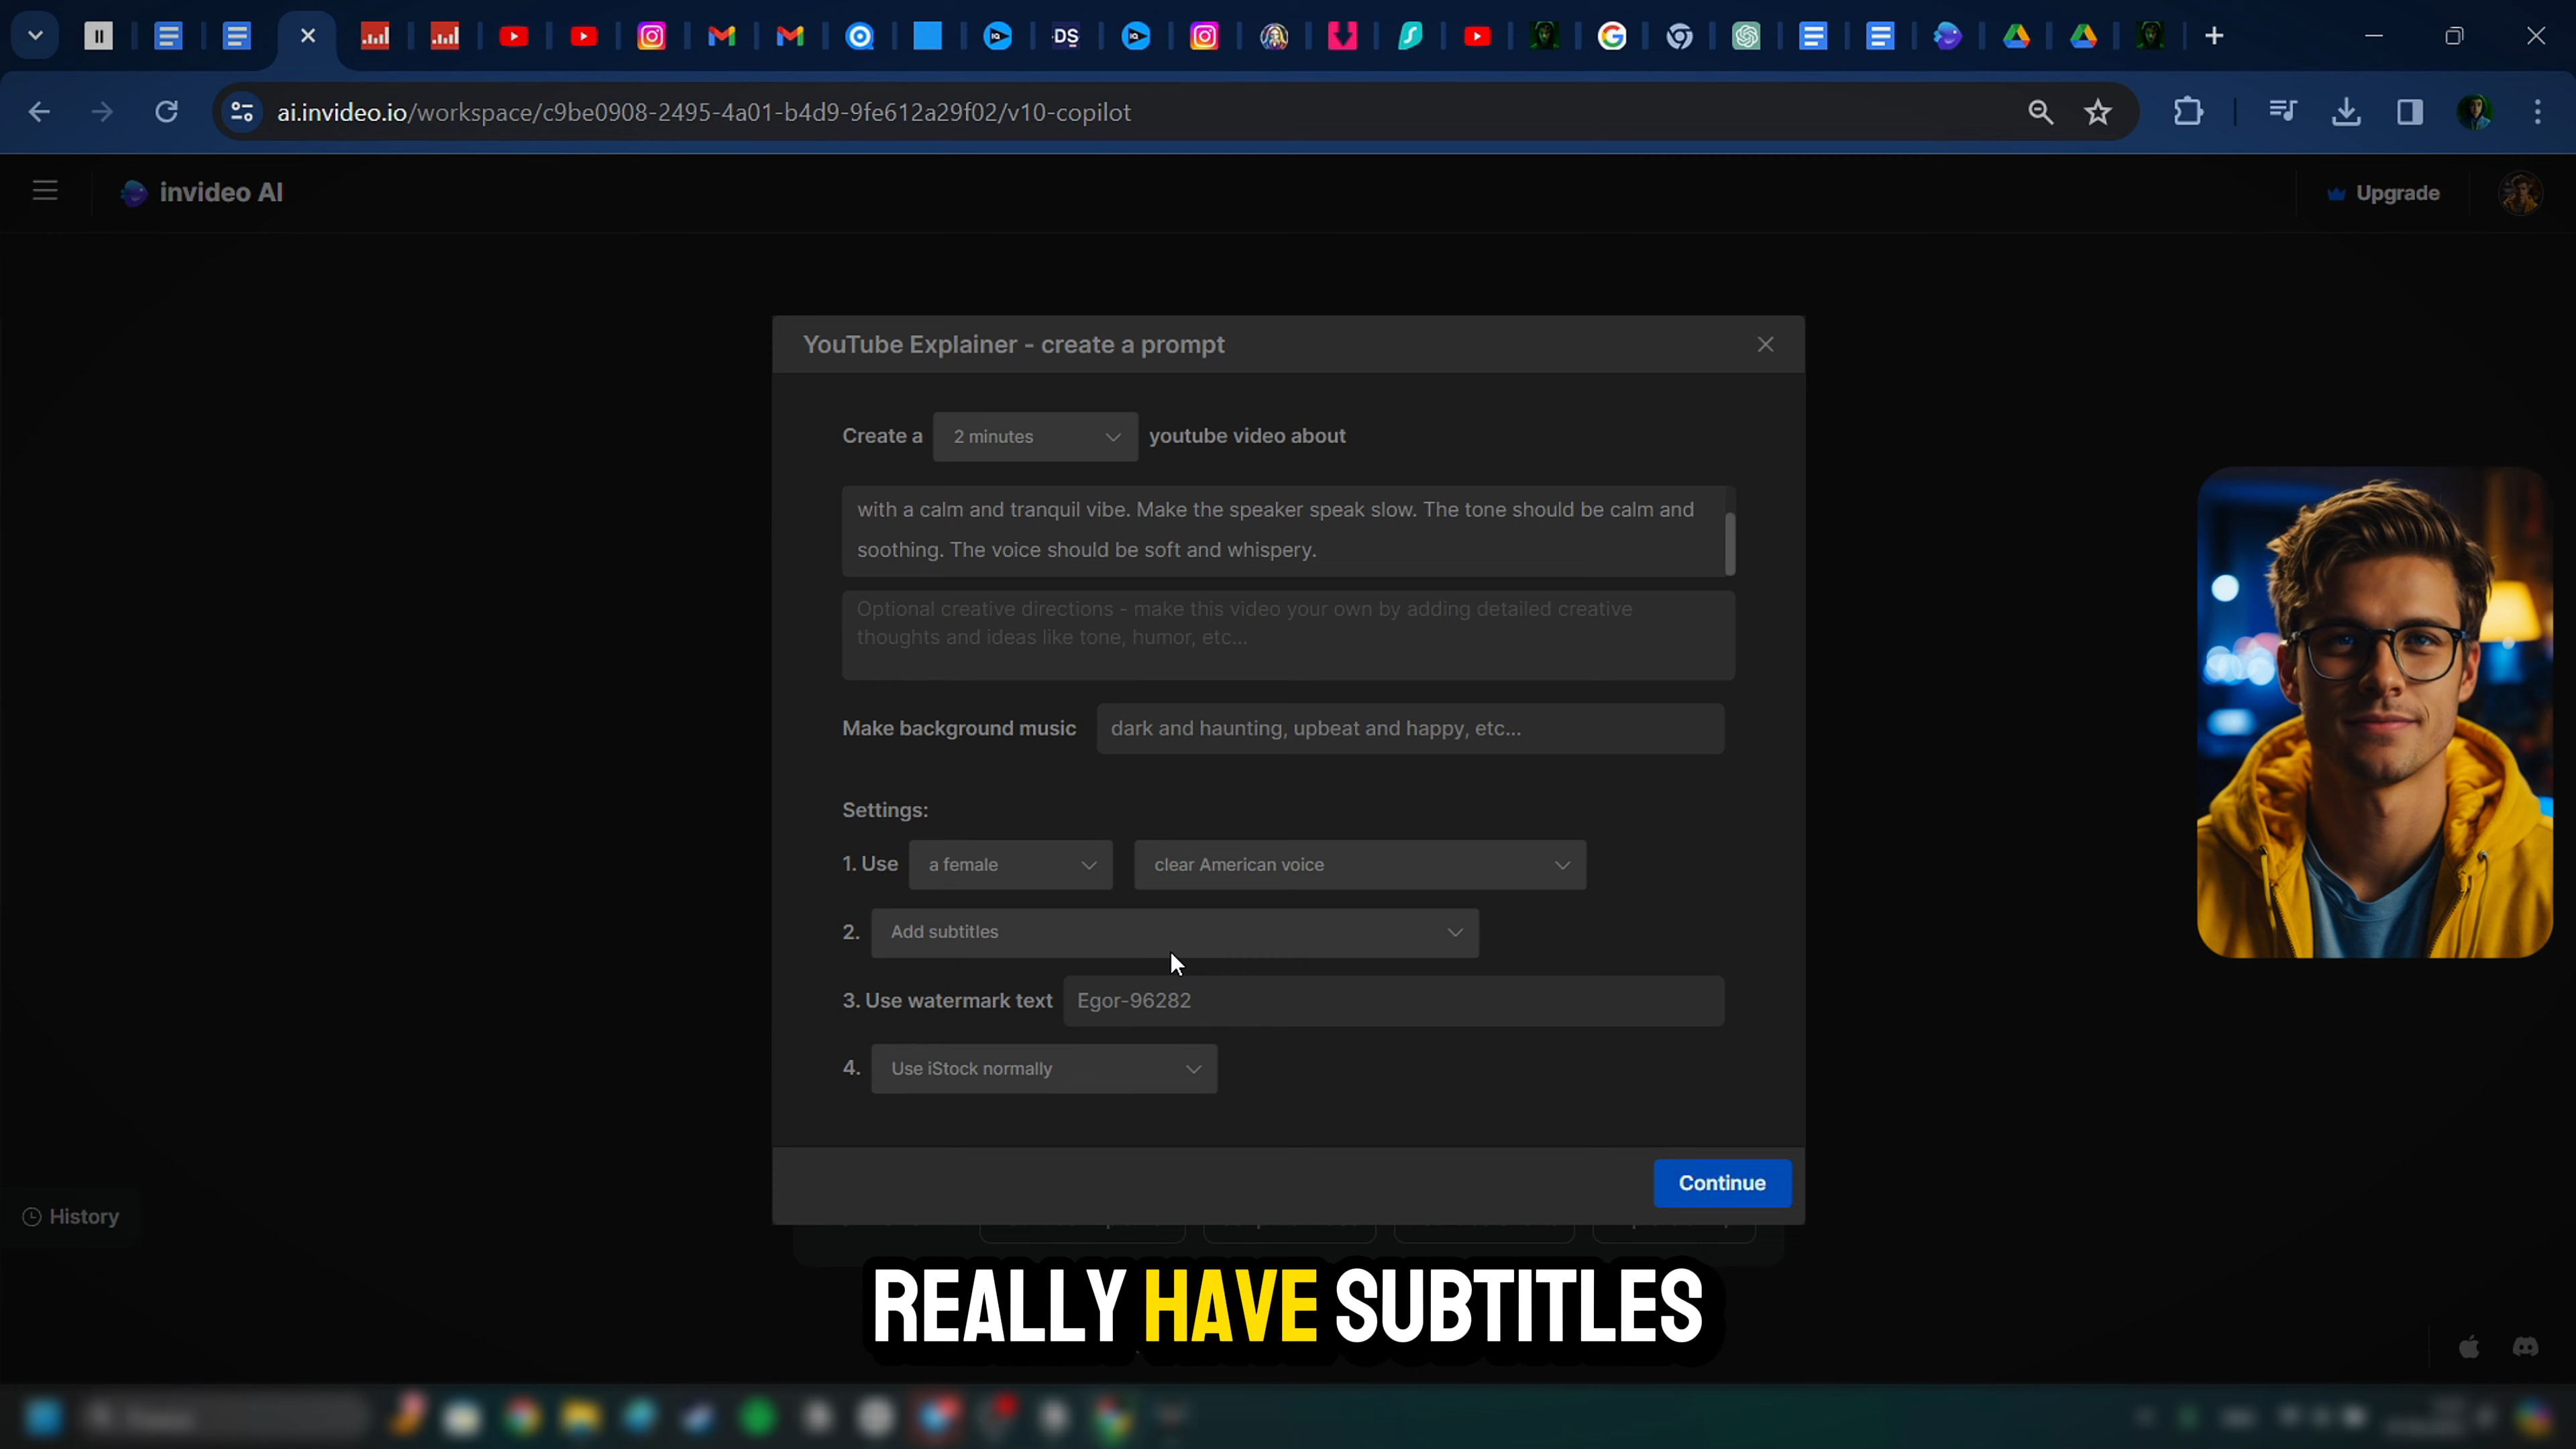 DS
ai.invideo.io/workspace/c9be0908-2495-4a01-b4d9-9fe612a29f02/v10-copilot
invideo AI
Upgrade
YouTube Explainer - create a prompt
Create a 2 minutes youtube video about
with a calm and tranquil vibe. Make the speaker speak slow. The tone should be calm and
soothing. The voice should be soft and whispery.
Optional creative directions - make this video your own by adding detailed creative
thoughts and ideas like tone, humor, etc...
Make background music dark and haunting, upbeat and happy, etc...
Settings:
1. Use a female clear American voice
2. Add subtitles
3. Use watermark text Egor-96282
4. Use iStock normally
Continue
History
REALLY HAVE SUBTITLES